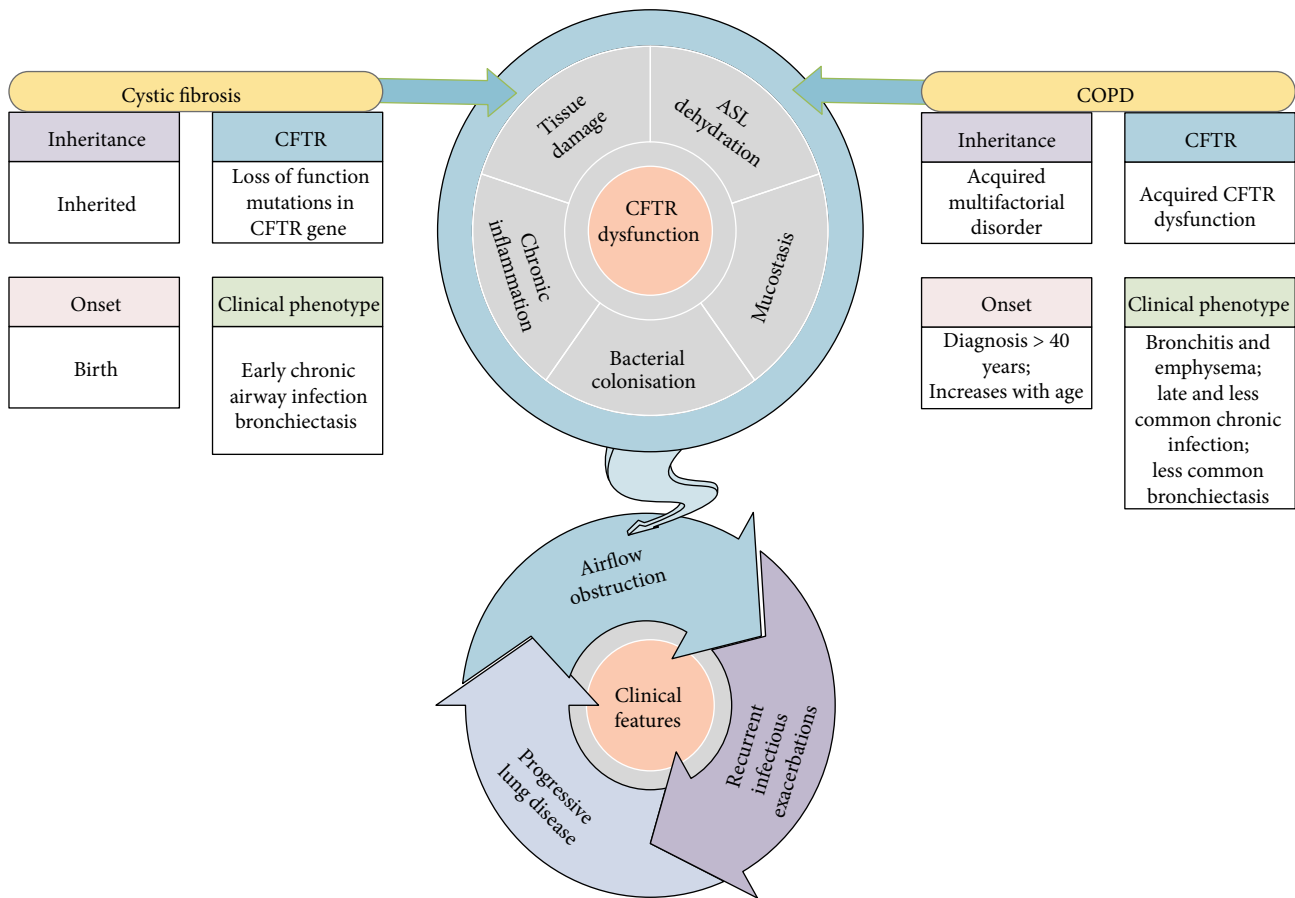 Cystic fibrosis
Inheritance
Inherited
CFTR
Loss of function
mutations in
CFTR gene
Onset
Birth
Clinical phenotype
Early chronic
airway infection
bronchiectasis
Tissue
damage
ASL
dehydration
Mucostasis
Bacterial
colonisation
Chronic
inflammation
CFTR
dysfunction
COPD
Inheritance
Acquired
multifactorial
disorder
CFTR
Acquired CFTR
dysfunction
Onset
Diagnosis > 40
years;
Increases with age
Clinical phenotype
Bronchitis and
emphysema;
late and less
common chronic
infection;
less common
bronchiectasis
Airflow
obstruction
Recurrent
infectious
exacerbations
Progressive
lung disease
Clinical
features